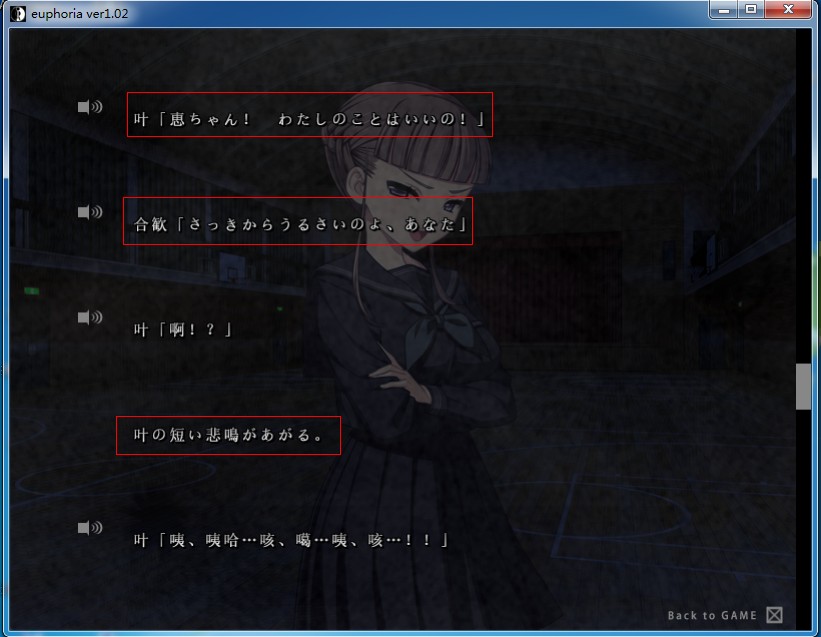 euphoria ver1.02
叶「恵ちゃん！　わたしのことはいいの！」
合歓「さっきからうるさいのよ、あなた」
叶「啊！？」
叶の短い悲鳴があがる。
叶「咦、咦哈…咳、噶…咦、咳…！！」
Back to GAME